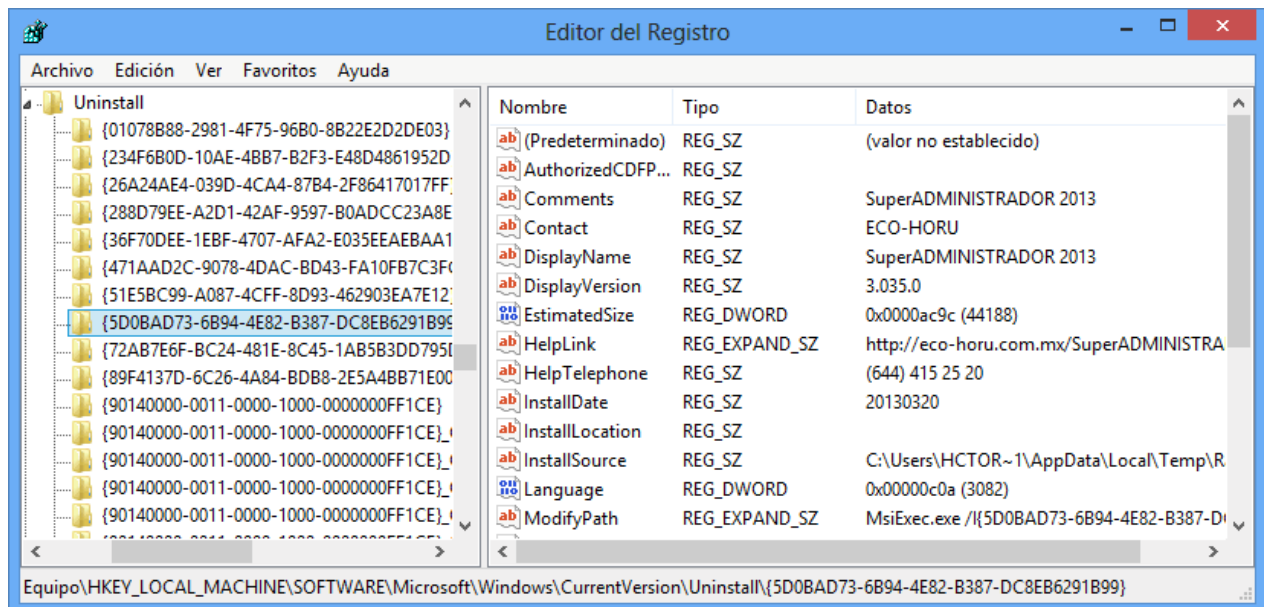 Editor del Registro
Archivo Edición Ver Favoritos Ayuda
Uninstall
{01078B88-2981-4F75-96B0-8B22E2D2DE03}
{234F6B0D-10AE-4BB7-B2F3-E48D4861952D
{26A24AE4-039D-4CA4-87B4-2F86417017FF}
{288D79EE-A2D1-42AF-9597-B0ADCC23A8E
{36F70DEE-1EBF-4707-AFA2-E035EEAEBAA1
{471AAD2C-9078-4DAC-BD43-FA10FB7C3F
{51E5BC99-A087-4CFF-8D93-462903EA7E12}
{5D0BAD73-6B94-4E82-B387-DC8EB6291B99
{72AB7E6F-BC24-481E-8C45-1AB5B3DD795
{89F4137D-6C26-4A84-BDB8-2E5A4BB71E00
{90140000-0011-0000-1000-0000000FF1CE}
{90140000-0011-0000-1000-0000000FF1CE}_
{90140000-0011-0000-1000-0000000FF1CE}_
{90140000-0011-0000-1000-0000000FF1CE}_
{90140000-0011-0000-1000-0000000FF1CE}_
Nombre Tipo Datos
(Predeterminado) REG_SZ (valor no establecido)
AuthorizedCDFP... REG_SZ
Comments REG_SZ SuperADMINISTRADOR 2013
Contact REG_SZ ECO-HORU
DisplayName REG_SZ SuperADMINISTRADOR 2013
DisplayVersion REG_SZ 3.035.0
EstimatedSize REG_DWORD 0x0000ac9c (44188)
HelpLink REG_EXPAND_SZ http://eco-horu.com.mx/SuperADMINISTRA
HelpTelephone REG_SZ (644) 415 25 20
InstallDate REG_SZ 20130320
InstallLocation REG_SZ
InstallSource REG_SZ C:\Users\HCTOR~1\AppData\Local\Temp\R
Language REG_DWORD 0x00000c0a (3082)
ModifyPath REG_EXPAND_SZ MsiExec.exe /I{5D0BAD73-6B94-4E82-B387-D
Equipo\HKEY_LOCAL_MACHINE\SOFTWARE\Microsoft\Windows\CurrentVersion\Uninstall\{5D0BAD73-6B94-4E82-B387-DC8EB6291B99}